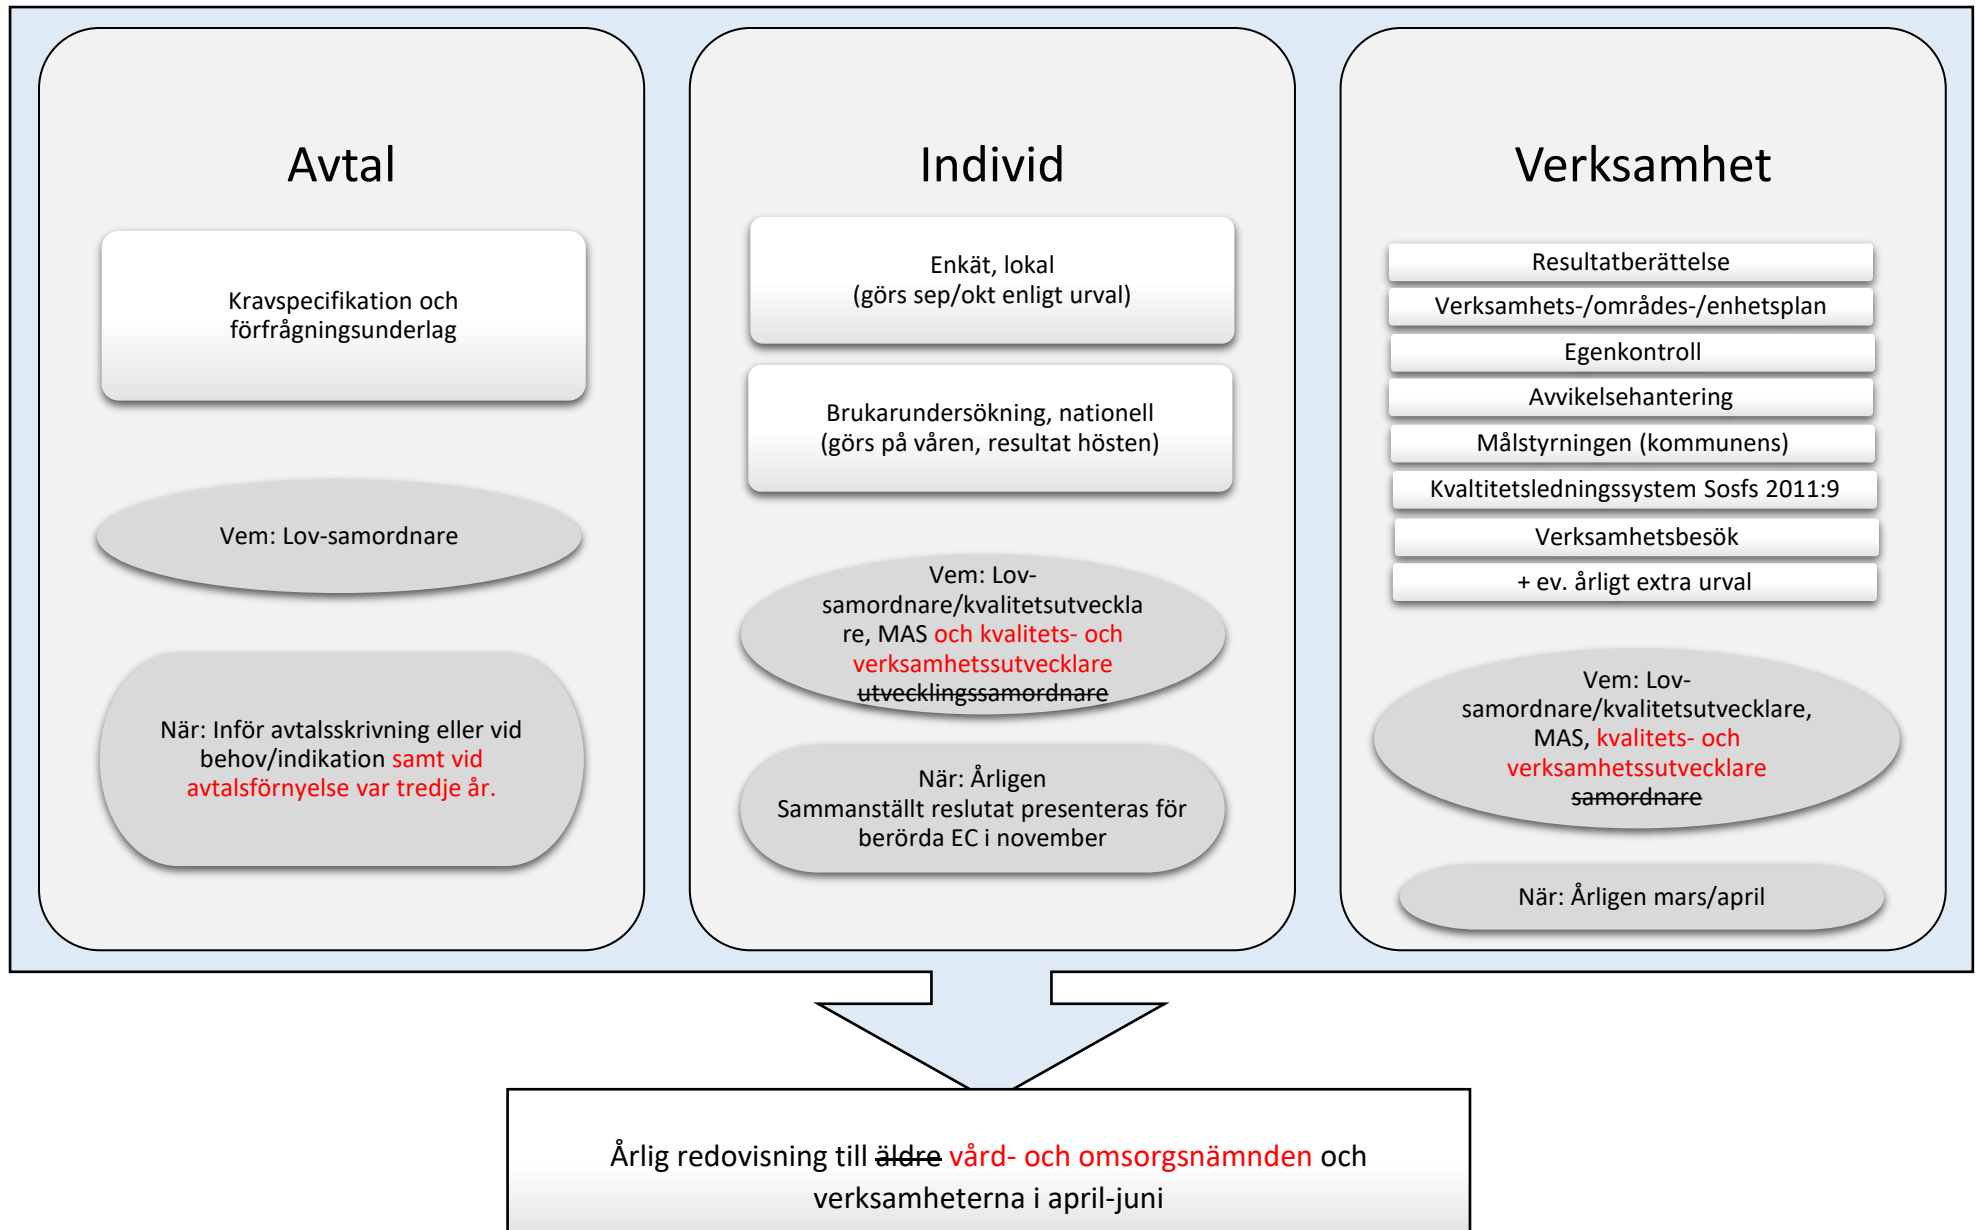 Avtal
Kravspecifikation och
förfrågningsunderlag
Vem: Lov-samordnare
När: Inför avtalsskrivning eller vid
behov/indikation samt vid
avtalsförnyelse var tredje år.
Individ
Enkät, lokal
(görs sep/okt enligt urval)
Brukarundersökning, nationell
(görs på våren, resultat hösten)
Vem: Lov-
samordnare/kvalitetsutveckla
re, MAS och kvalitets- och
verksamhetssutvecklare
utvecklingssamordnare
När: Årligen
Sammanställt reslutat presenteras för
berörda EC i november
Verksamhet
Resultatberättelse
Verksamhets-/områdes-/enhetsplan
Egenkontroll
Avvikelsehantering
Målstyrningen (kommunens)
Kvaltitetsledningssystem Sosfs 2011:9
Verksamhetsbesök
+ ev. årligt extra urval
Vem: Lov-
samordnare/kvalitetsutvecklare,
MAS, kvalitets- och
verksamhetssutvecklare
samordnare
När: Årligen mars/april
Årlig redovisning till äldre vård- och omsorgsnämnden och
verksamheterna i april-juni